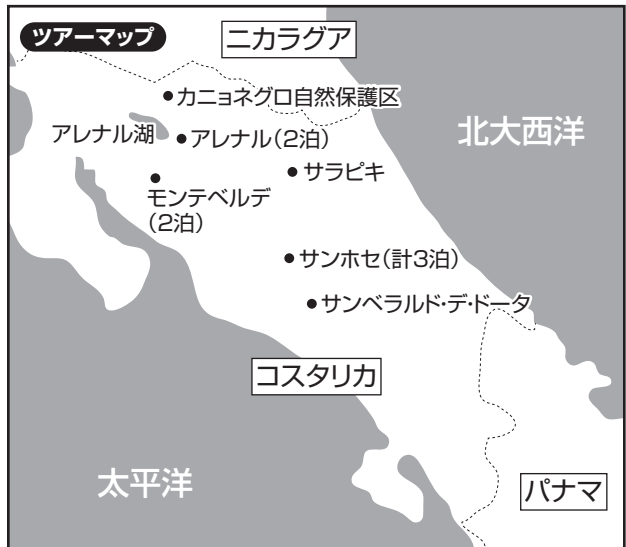 ツアーマップ
ニカラグア
カニョネグロ自然保護区
アレナル湖
アレナル(2泊)
北大西洋
サラピキ
モンテベルデ
(2泊)
サンホセ(計3泊)
サンベラルド・デ・ドータ
コスタリカ
太平洋
パナマ